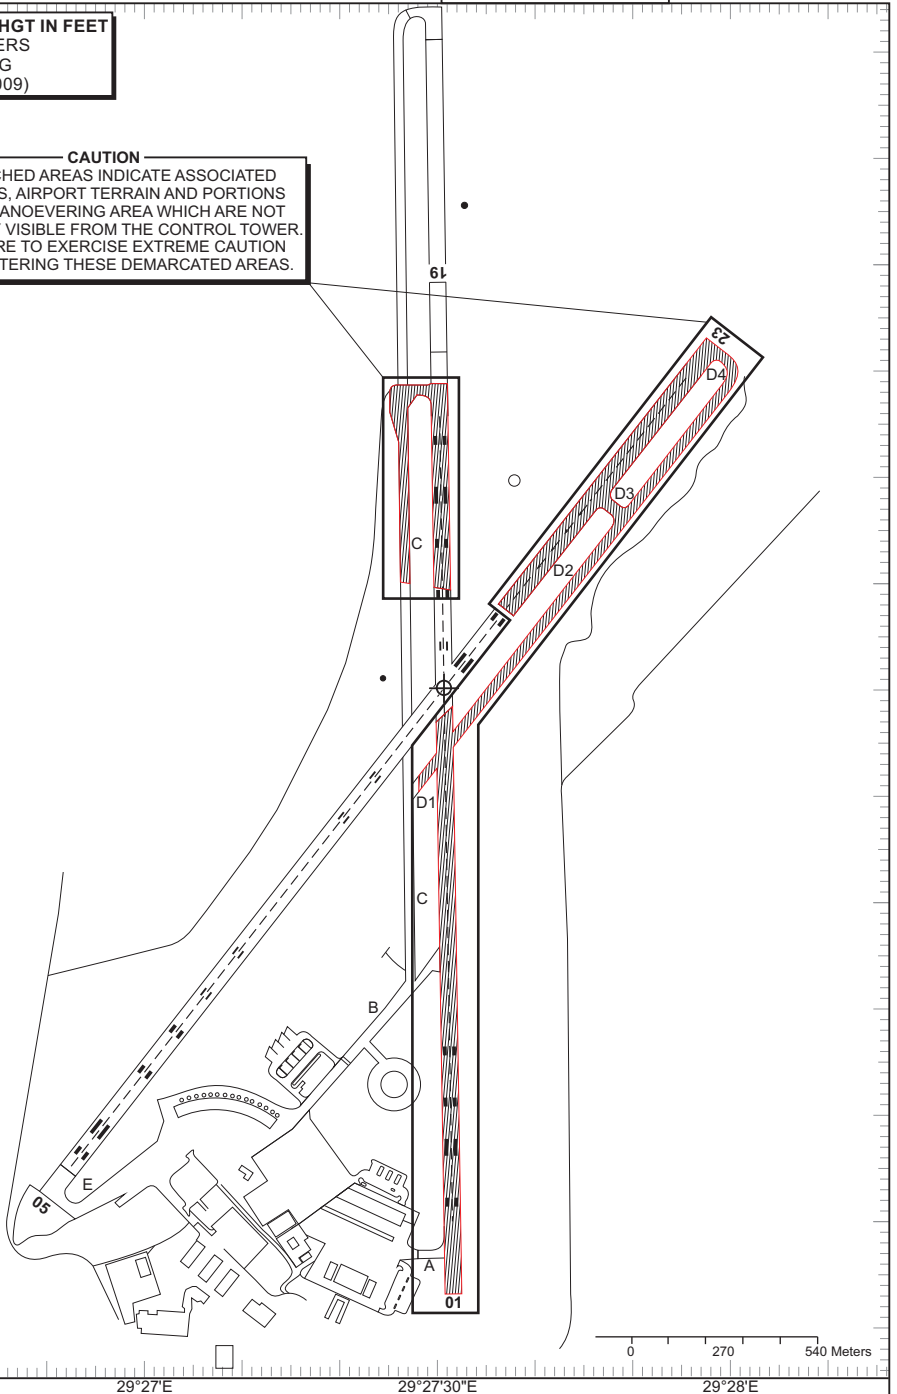 HGT IN FEET
ERS
G
009)
CAUTION
CHED AREAS INDICATE ASSOCIATED
S, AIRPORT TERRAIN AND PORTIONS
ANOEVERING AREA WHICH ARE NOT
VISIBLE FROM THE CONTROL TOWER.
RE TO EXERCISE EXTREME CAUTION
TERING THESE DEMARCATED AREAS.
19
23
D4
D3
C
D2
D1
C
B
E
05
A
01
0 270 540 Meters
29°27'E 29°27'30"E 29°28'E